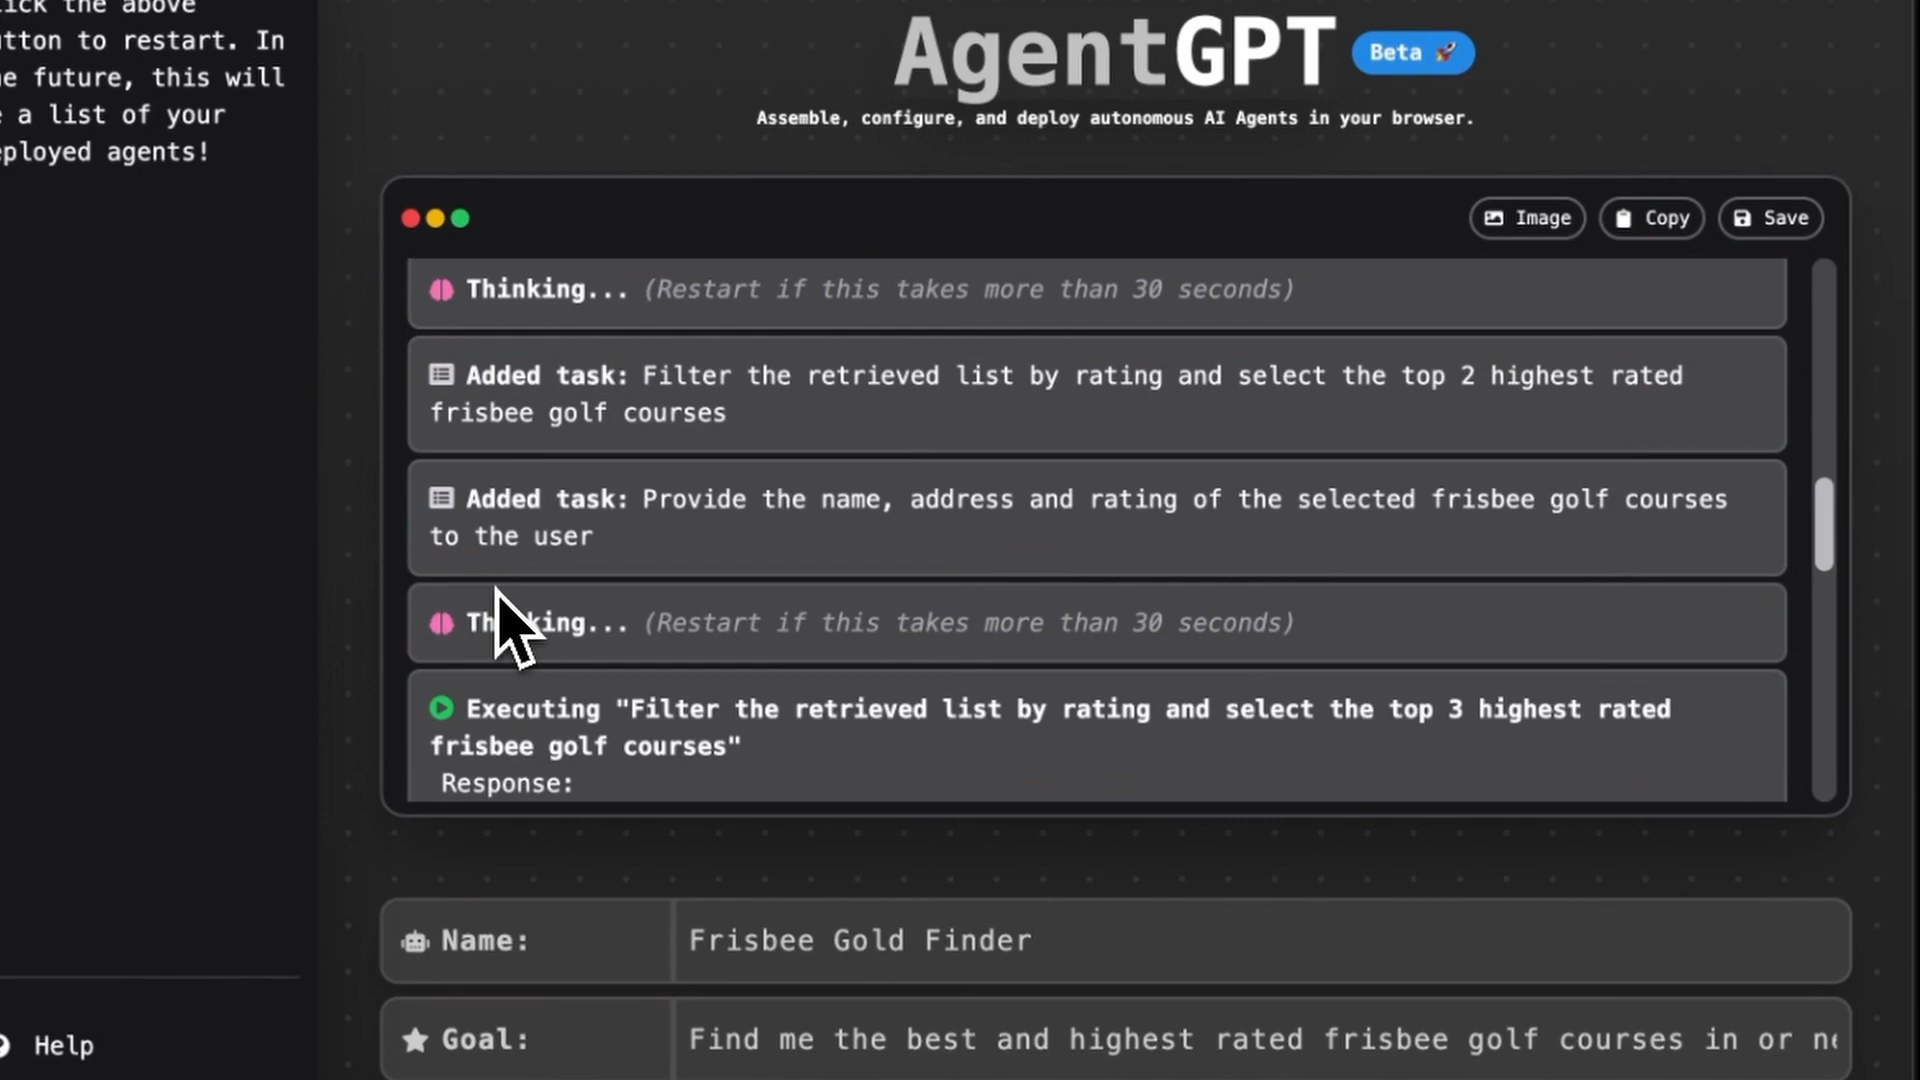 the above
to restart. In
future, this will
a list of your
agents!
Help
AgentGPT Beta
Assemble, configure, and deploy autonomous AI Agents in your browser.
Image Copy Save
Thinking... (Restart if this takes more than 30 seconds)
Added task: Filter the retrieved list by rating and select the top 2 highest rated
frisbee golf courses
Added task: Provide the name, address and rating of the selected frisbee golf courses
to the user
(Restart if this takes more than 30 seconds)
Executing "Filter the retrieved list by rating and select the top 3 highest rated
frisbee golf courses"
Response:
Name: Frisbee Gold Finder
Goal: Find me the best and highest rated frisbee golf courses in or